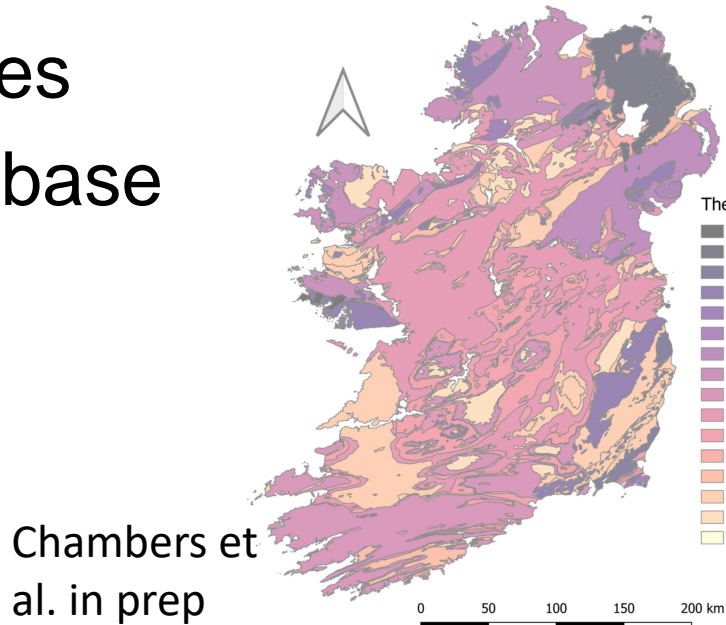 es
base
The
Chambers et
al. in prep
0 50 100 150 200 km